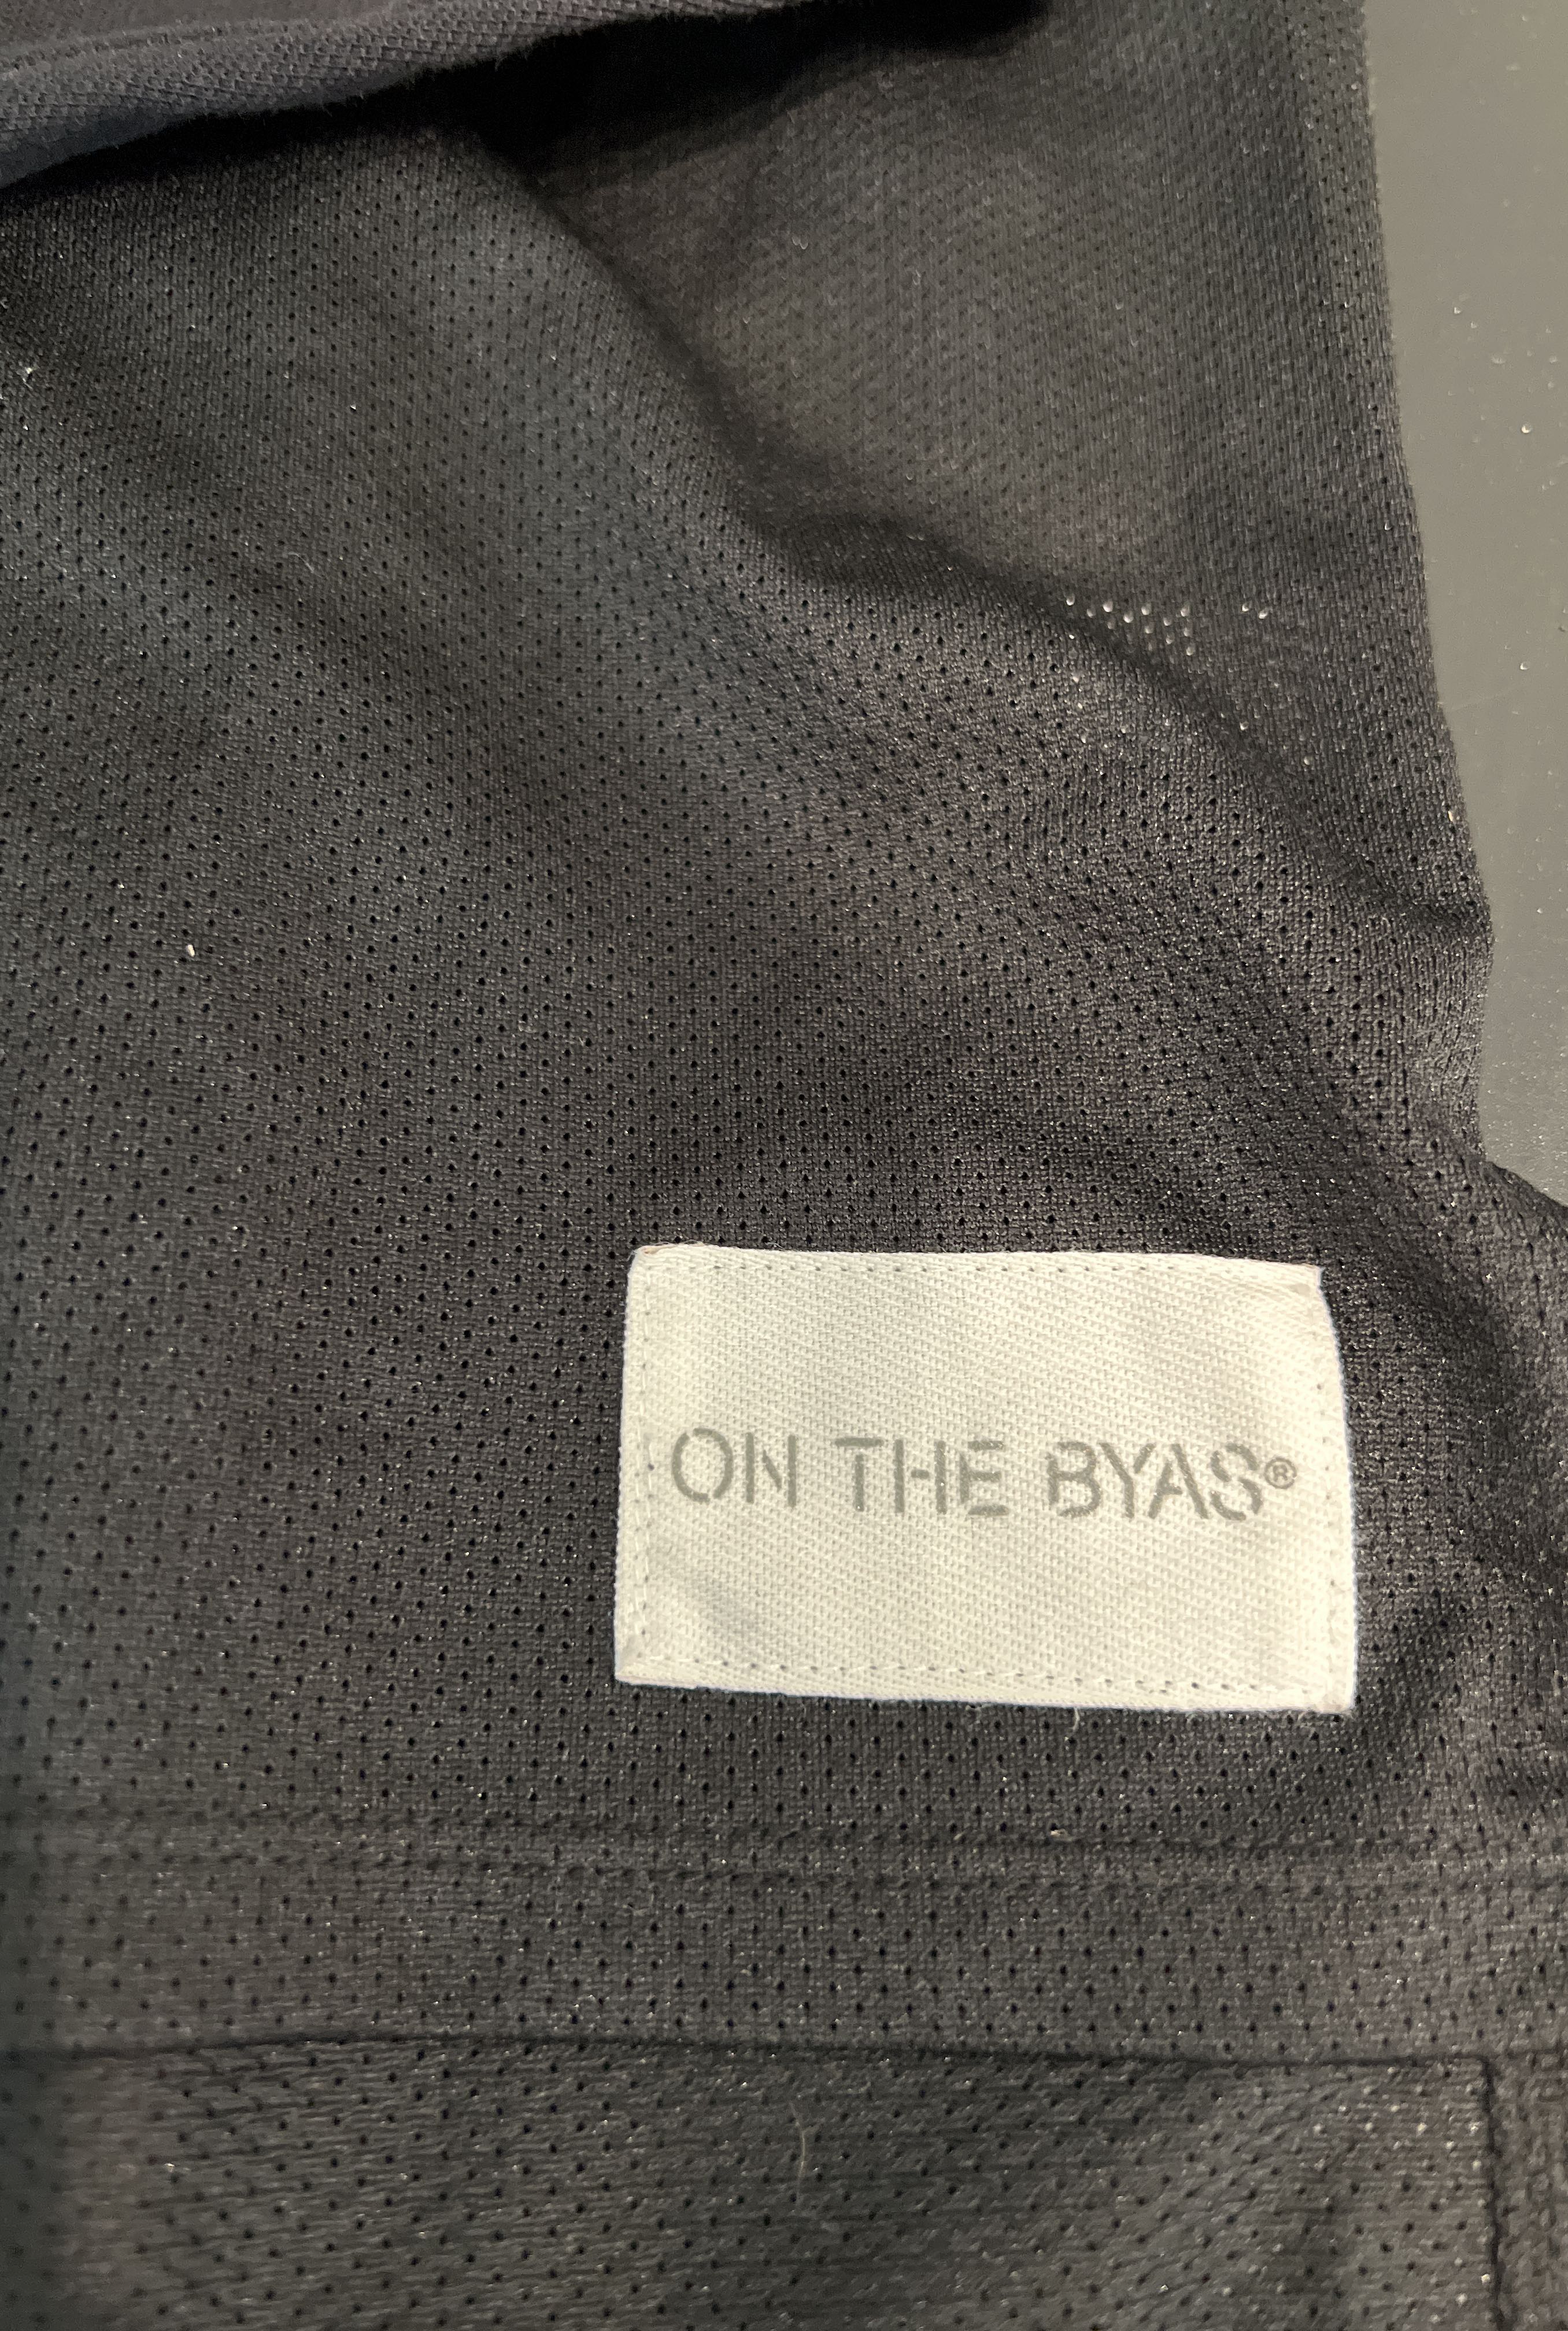 ON THE BYAS®